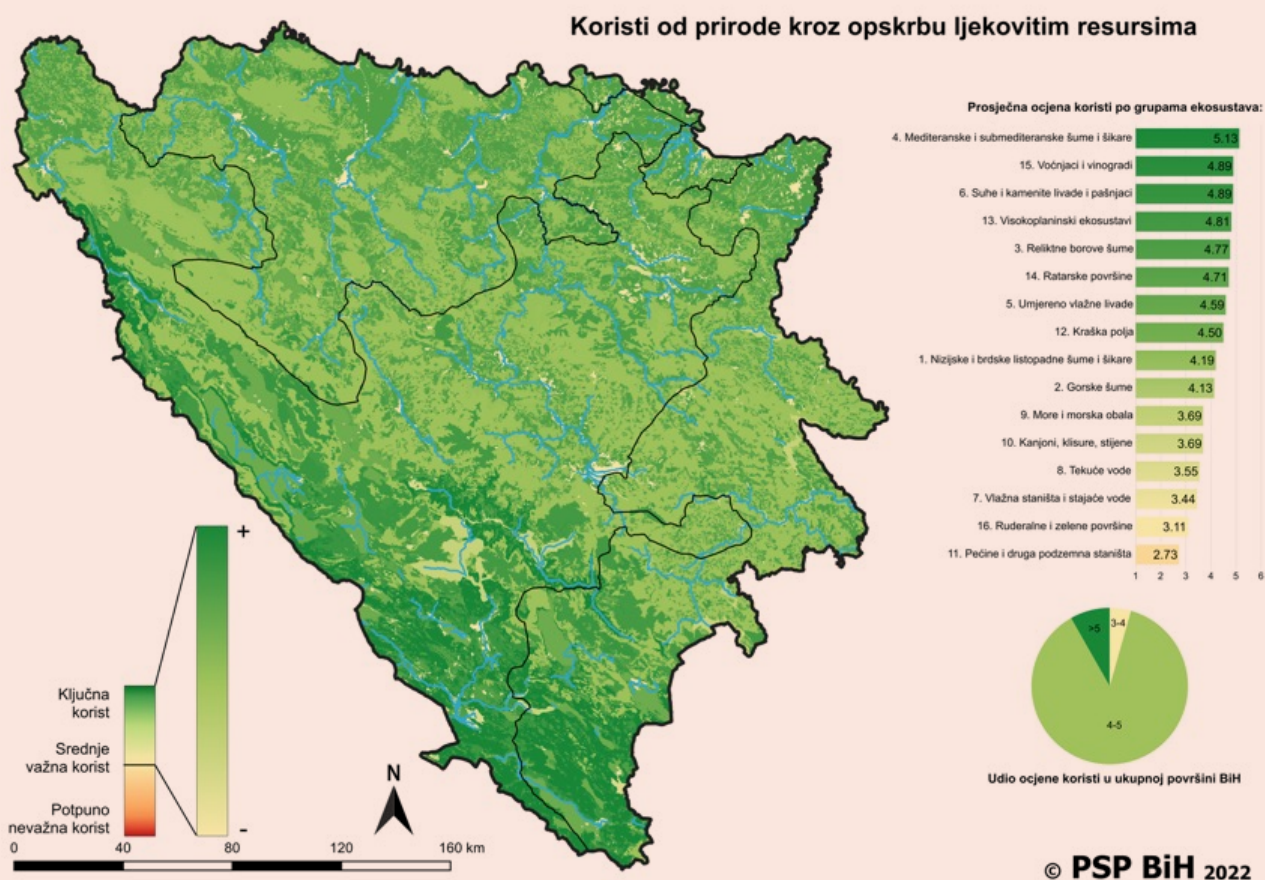 Koristi od prirode kroz opskrbu ljekovitim resursima
Prosječna ocjena koristi po grupama ekosustava:
4. Mediteranske i submediteranske šume i šikare 5.13
15. Voćnjaci i vinogradi 4.89
6. Suhe i kamenite livade i pašnjaci 4.89
13. Visokoplaninski ekosustavi 4.81
3. Reliktne borove šume 4.77
14. Ratarske površine 4.71
5. Umjereno vlažne livade 4.59
12. Kraška polja 4.50
1. Nizijske i brdske listopadne šume i šikare 4.19
2. Gorske šume 4.13
9. More i morska obala 3.69
10. Kanjoni, klisure, stijene 3.69
8. Tekuće vode 3.55
7. Vlažna staništa i stajaće vode 3.44
16. Ruderalne i zelene površine 3.11
11. Pećine i druga podzemna staništa 2.73
1 2 3 4 5 6
>5 3-4
4-5
Udio ocjene koristi u ukupnoj površini BiH
+
Ključna
korist
Srednje
važna korist
Potpuno
nevažna korist
-
N
0 40 80 120 160 km
© PSP BiH 2022